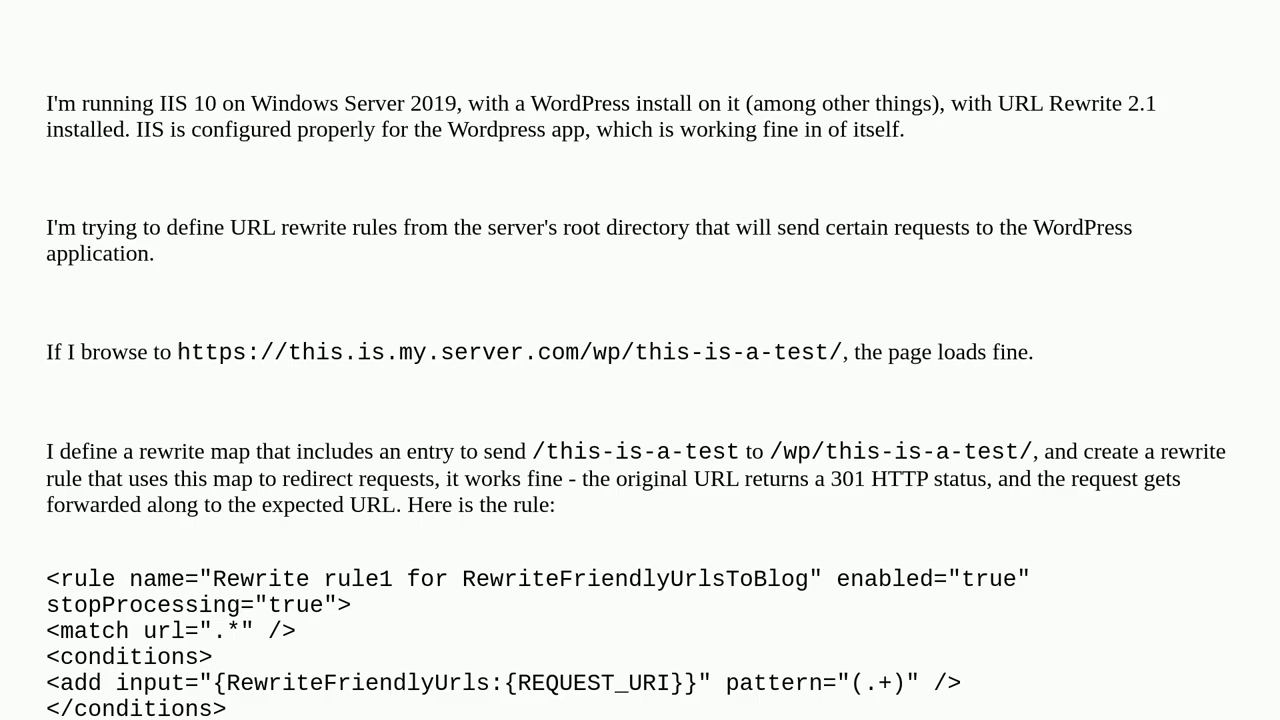 I'm running IIS 10 on Windows Server 2019, with a WordPress install on it (among other things), with URL Rewrite 2.1
installed. IIS is configured properly for the Wordpress app, which is working fine in of itself.
I'm trying to define URL rewrite rules from the server's root directory that will send certain requests to the WordPress
application.
If I browse to https://this.is.my.server.com/wp/this-is-a-test/, the page loads fine.
I define a rewrite map that includes an entry to send /this-is-a-test to /wp/this-is-a-test/, and create a rewrite
rule that uses this map to redirect requests, it works fine - the original URL returns a 301 HTTP status, and the request gets
forwarded along to the expected URL. Here is the rule:
<rule name="Rewrite rule1 for RewriteFriendlyUrlsToBlog" enabled="true"
stopProcessing="true">
<match url=".*" />
<conditions>
<add input="{RewriteFriendlyUrls:{REQUEST_URI}}" pattern="(.+)" />
</conditions>